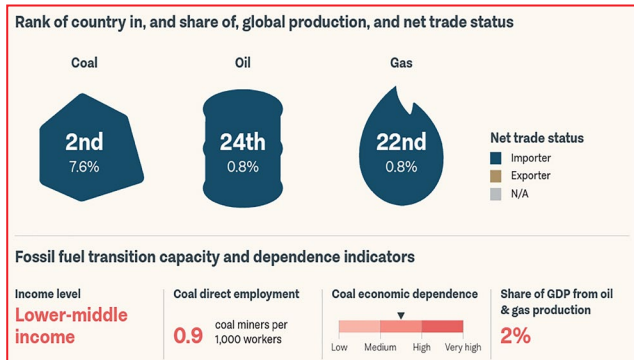 Rank of country in, and share of, global production, and net trade status
Coal
Oil
Gas
2nd
7.6%
24th
0.8%
22nd
0.8%
Net trade status
Importer
Exporter
N/A
Fossil fuel transition capacity and dependence indicators
Income level
Lower-middle
income
Coal direct employment
0.9
coal miners per
1,000 workers
Coal economic dependence
Low
Medium
High
Very high
Share of GDP from oil
& gas production
2%